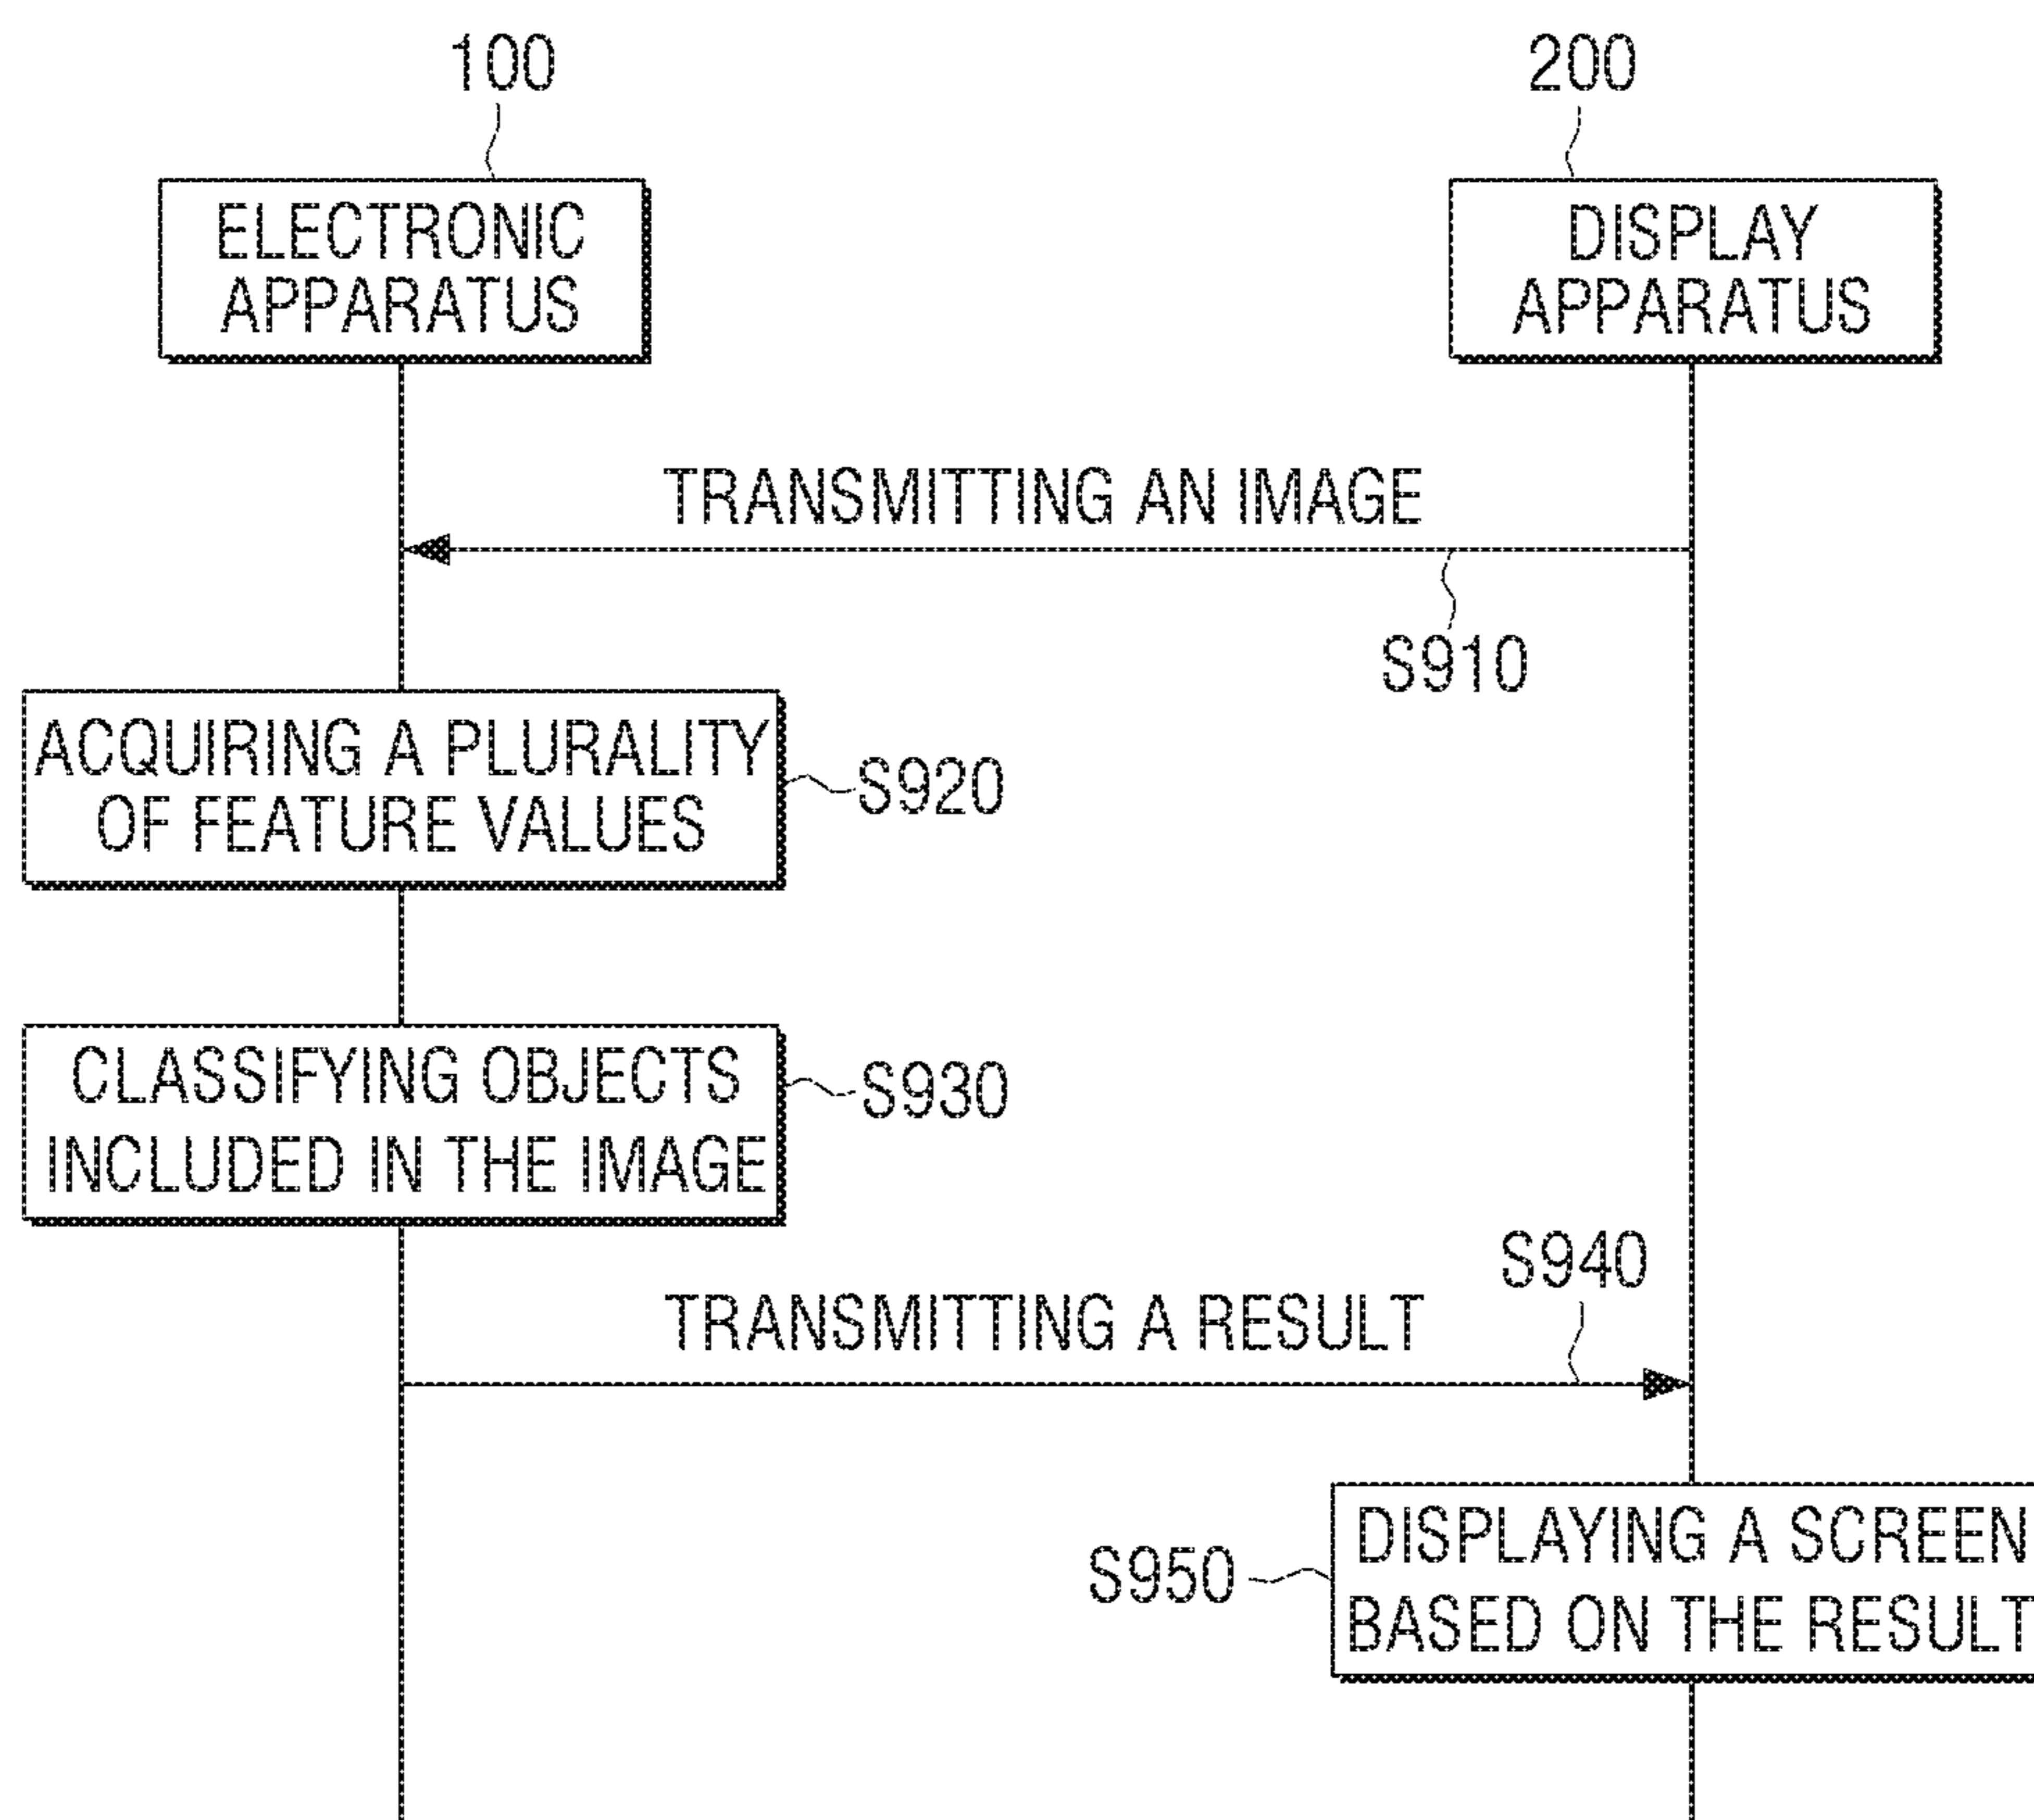 100
200
ELECTRONIC
APPARATUS
DISPLAY
APPARATUS
TRANSMITTING AN IMAGE
S910
ACQUIRING A PLURALITY
OF FEATURE VALUES
S920
CLASSIFYING OBJECTS
INCLUDED IN THE IMAGE
S930
S940
TRANSMITTING A RESULT
DISPLAYING A SCREEN
BASED ON THE RESULT
S950